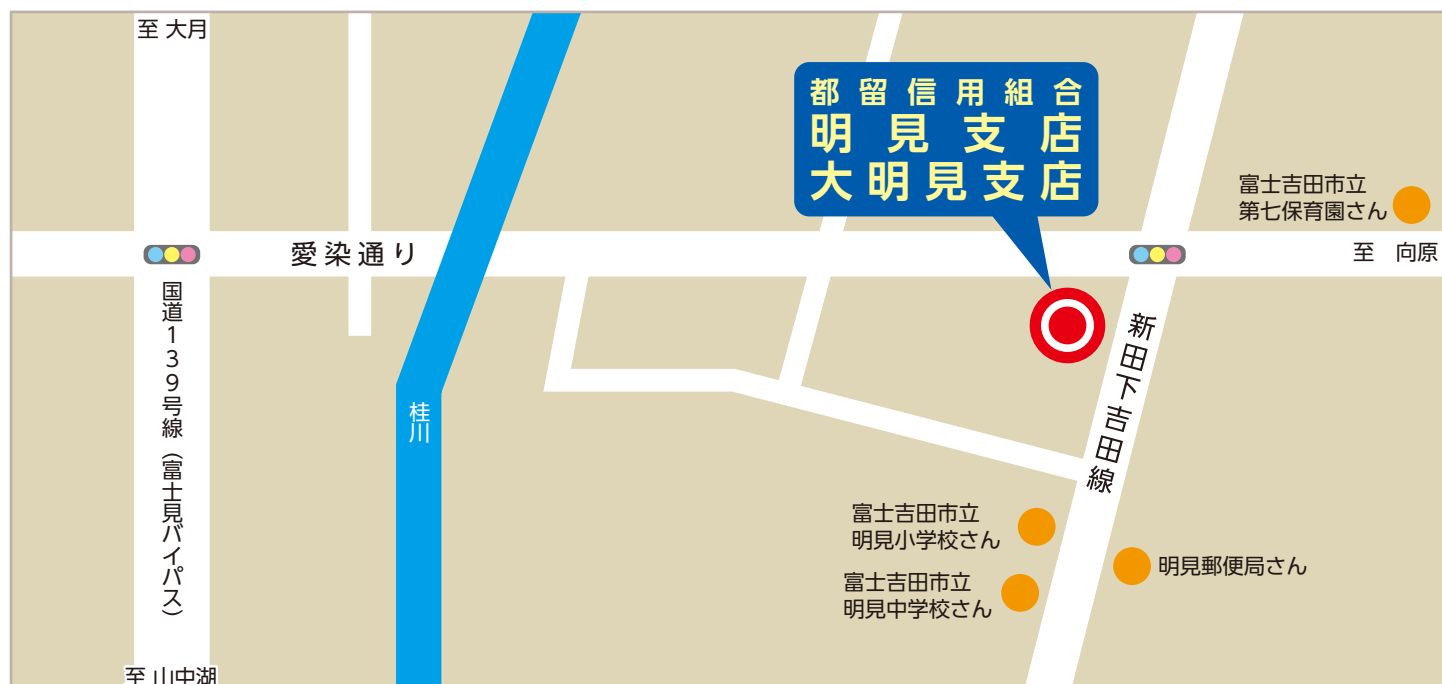 至 大月
都留信用組合
明見支店
大明見支店
富士吉田市立
第七保育園さん
愛染通り
至 向原
国道139号線（富士見バイパス）
新田下吉田線
桂川
富士吉田市立
明見小学校さん
明見郵便局さん
富士吉田市立
明見中学校さん
至 山中湖